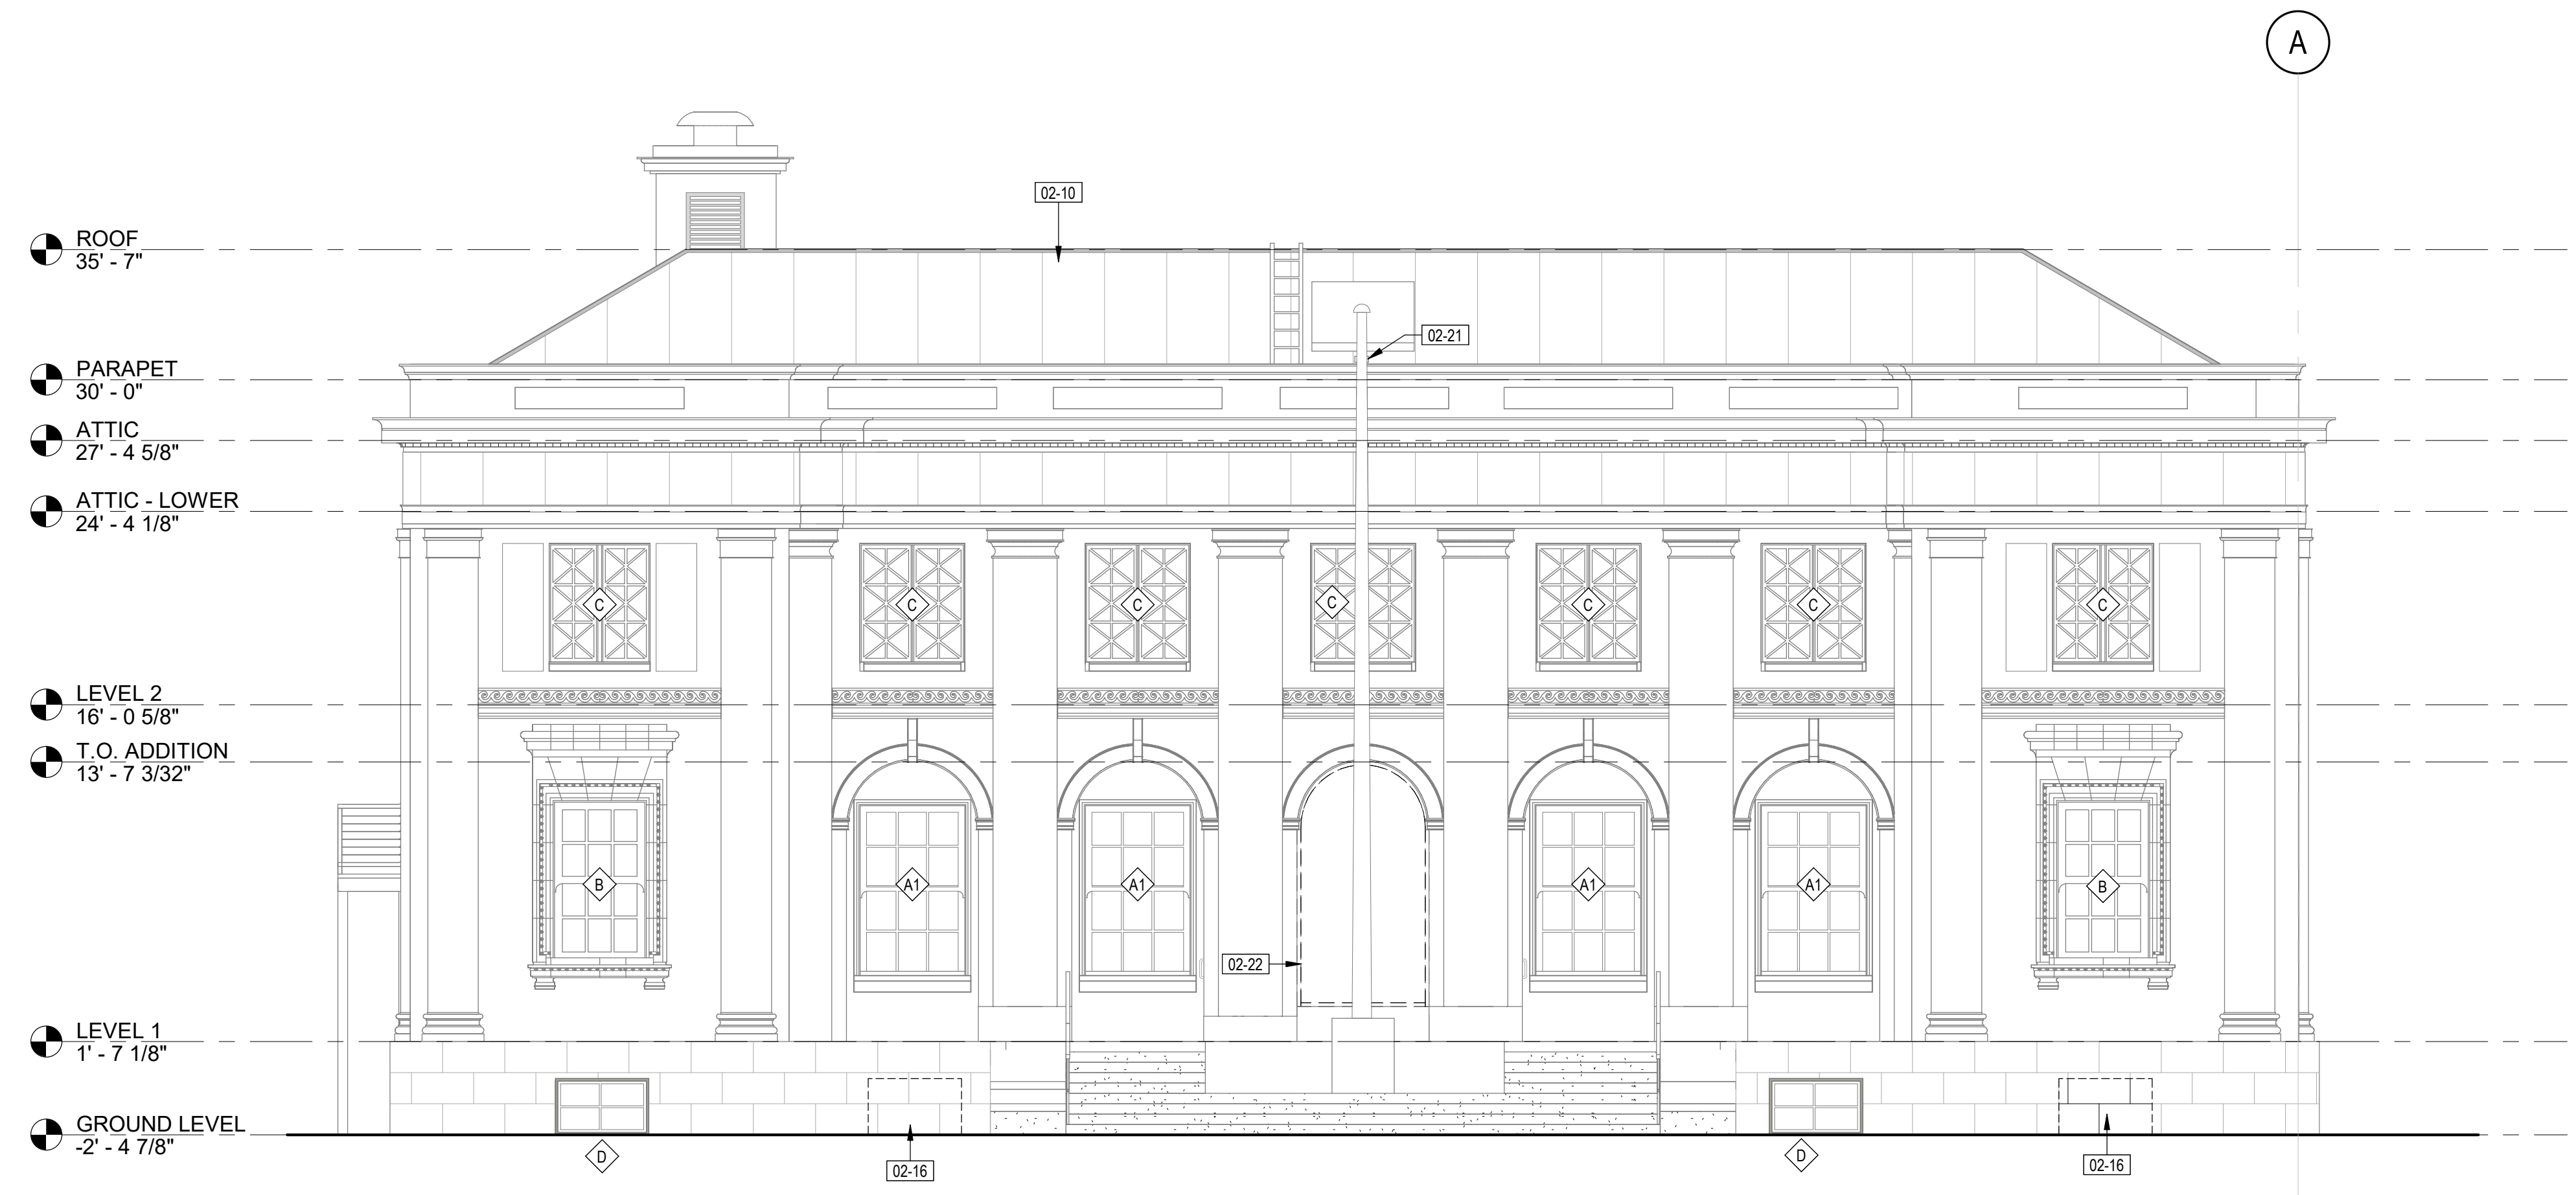 A
02-10
ROOF
35' - 7"
02-21
PARAPET
30' - 0"
ATTIC
27' - 4 5/8"
ATTIC - LOWER
24' - 4 1/8"
C C C C C C C
LEVEL 2
16' - 0 5/8"
T.O. ADDITION
13' - 7 3/32"
B A1 A1 A1 A1 B
02-22
LEVEL 1
1' - 7 1/8"
GROUND LEVEL
-2' - 4 7/8"
D D
02-16 02-16